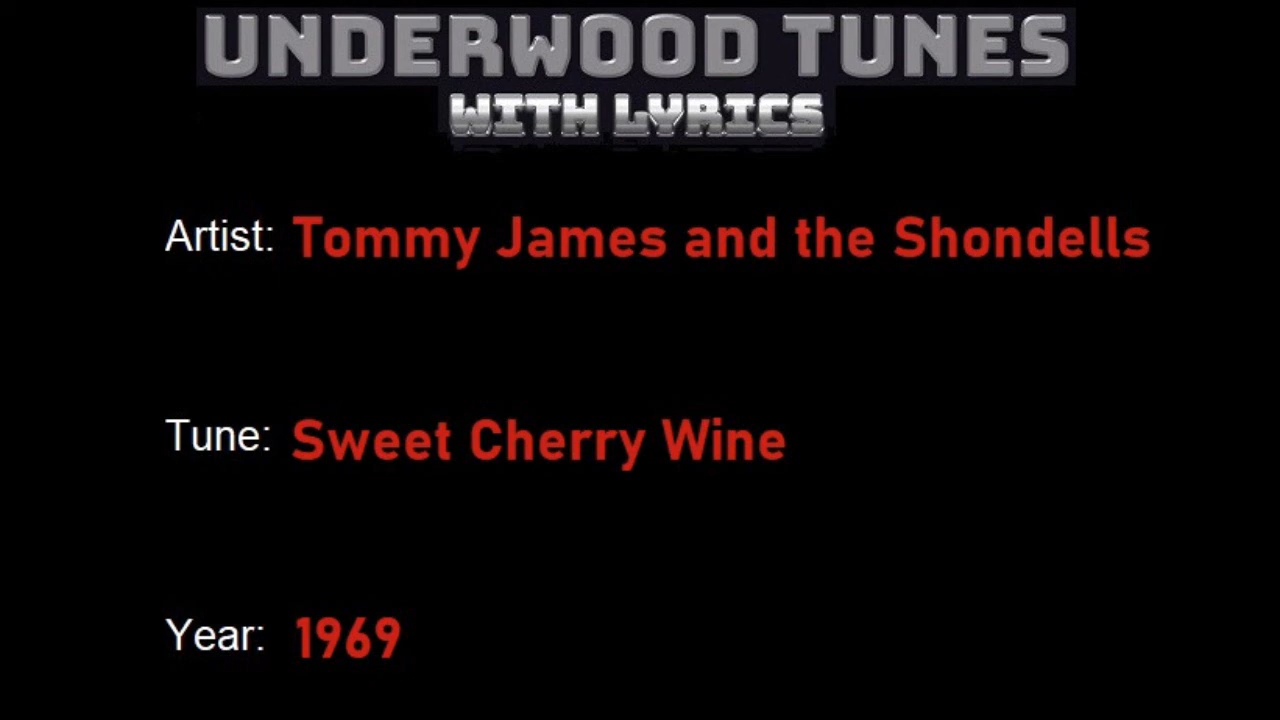 UNDERWOOD TUNES
WITH LYRICS
Artist: Tommy James and the Shondells
Tune: Sweet Cherry Wine
Year: 1969